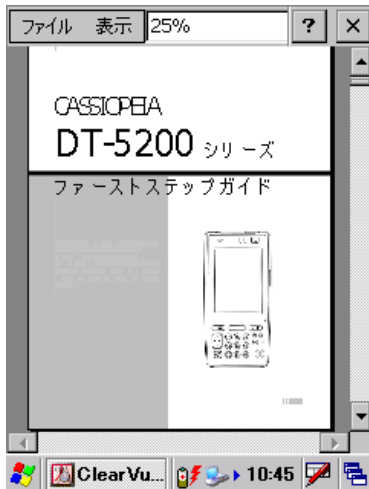 ファイル 表示 25% ? ×
CASSIOPEIA
DT-5200 シリーズ
ファーストステップガイド
ClearVu... 10:45